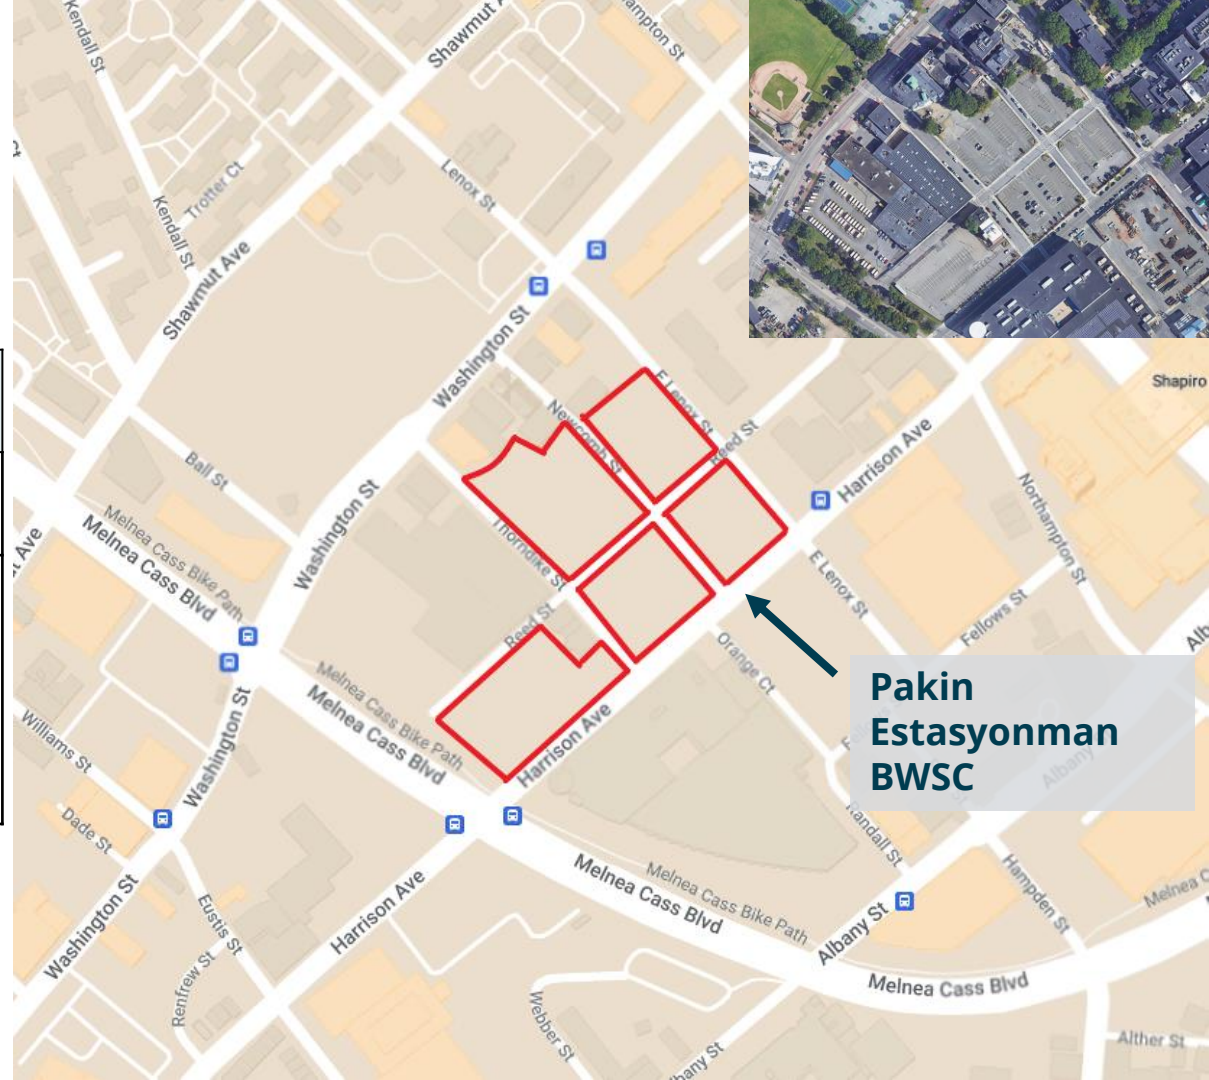 Kendall St
Shawmut
St
Trotter Ct
Lenox St
Kendall St
Shawmut Ave
Washington St
Shapiro
E Lenox St
Newcomb St
Reed St
Harrison Ave
Ball St
Washington St
Northampton St
Melnea Cass Bike Path
Melnea Cass Blvd
Thorndike St
E Lenox St
Ave
Fellows St
Reed St
Orange Ct
Melnea Cass Bike Path
Melnea Cass Blvd
Pakin
Estasyonman
BWSC
Williams St
Washington St
Harrison Ave
Albany
Dade St
Randall St
Melnea Cass Bike Path
Melnea Cass Blvd
Hampden St
Melnea
Eustis St
Harrison Ave
Washington St
Albany St
Renfrew St
Melnea Cass Blvd
Webber St
Alther St
St